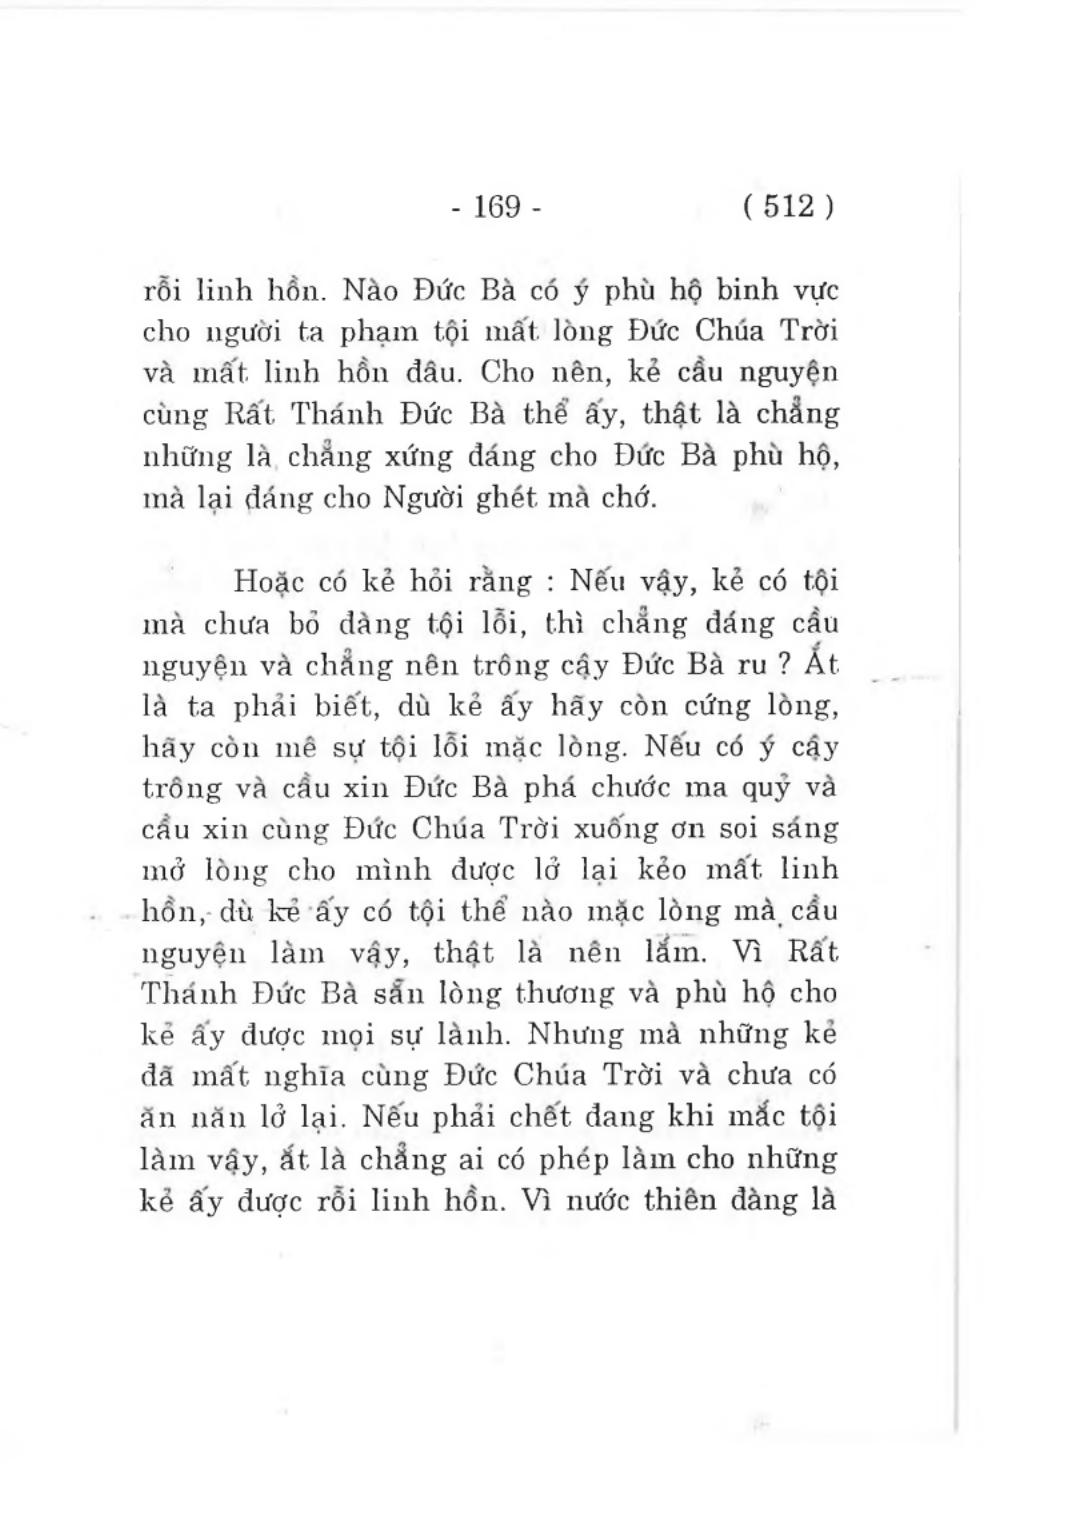 - 169 - ( 512 )
rỗi linh hồn. Nào Đức Bà có ý phù hộ binh vực
cho người ta phạm tội mất lòng Đức Chúa Trời
và mất linh hồn đâu. Cho nên, kẻ cầu nguyện
cùng Rất Thánh Đức Bà thể ấy, thật là chẳng
những là chẳng xứng đáng cho Đức Bà phù hộ,
mà lại đáng cho Người ghét mà chớ.
Hoặc có kẻ hỏi rằng : Nếu vậy, kẻ có tội
mà chưa bỏ đàng tội lỗi, thì chẳng đáng cầu
nguyện và chẳng nên trông cậy Đức Bà ru ? Ắt
là ta phải biết, dù kẻ ấy hãy còn cứng lòng,
hãy còn mê sự tội lỗi mặc lòng. Nếu có ý cậy
trông và cầu xin Đức Bà phá chước ma quỷ và
cầu xin cùng Đức Chúa Trời xuống ơn soi sáng
mở lòng cho mình được lở lại kẻo mất linh
hồn, dù kẻ ấy có tội thể nào mặc lòng mà cầu
nguyện làm vậy, thật là nên lắm. Vì Rất
Thánh Đức Bà sẵn lòng thương và phù hộ cho
kẻ ấy được mọi sự lành. Nhưng mà những kẻ
đã mất nghĩa cùng Đức Chúa Trời và chưa có
ăn năn lở lại. Nếu phải chết đang khi mắc tội
làm vậy, ắt là chẳng ai có phép làm cho những
kẻ ấy được rỗi linh hồn. Vì nước thiên đàng là